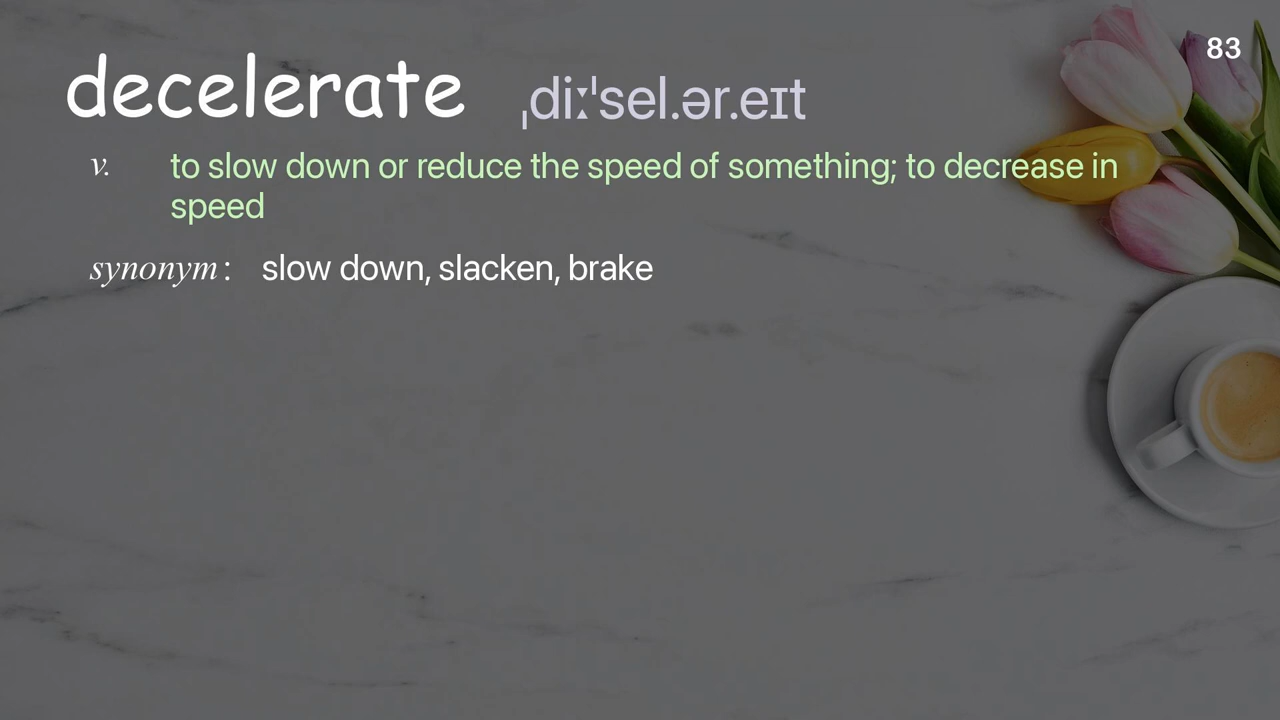 83
decelerate ˌdiːˈsel.ər.eɪt
v. to slow down or reduce the speed of something; to decrease in
speed
synonym: slow down, slacken, brake